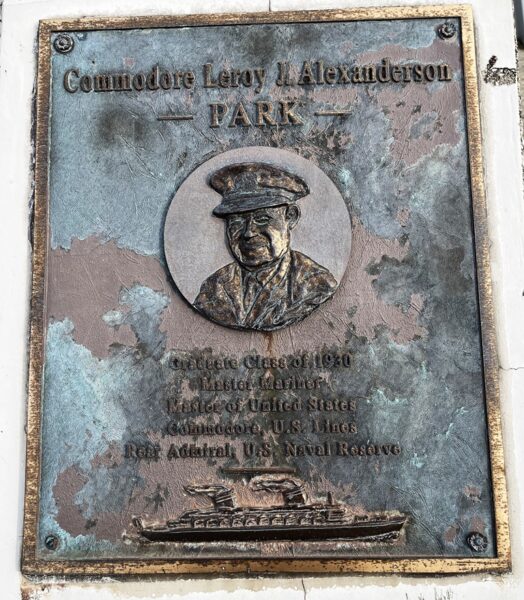 Commodore Leroy J. Alexanderson
— PARK —
Graduate Class of 1930
Master Mariner
Master of United States
Commodore, U.S. Lines
Rear Admiral, U.S. Naval Reserve